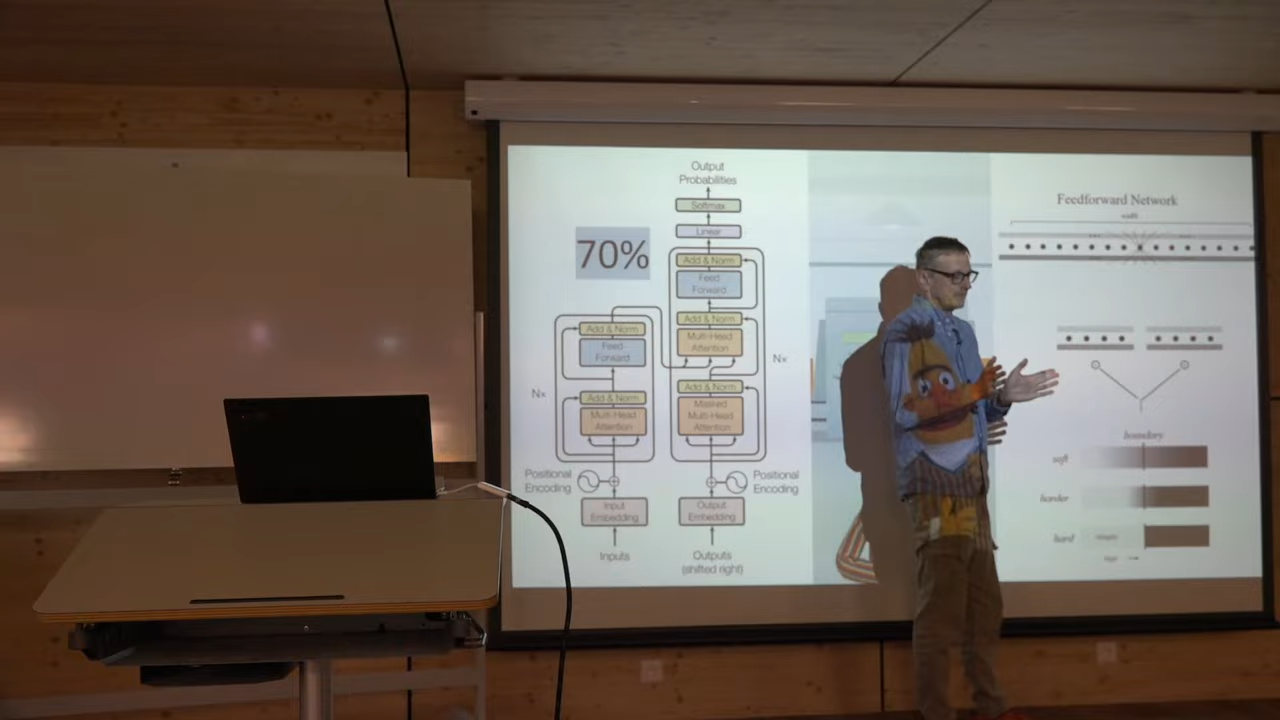 Output
Probabilities
Softmax
Linear
70%
Add & Norm
Feed
Forward
Add & Norm
Multi-Head
Attention
Nx
Add & Norm
Masked
Multi-Head
Attention
Add & Norm
Feed-
Forward
Nx
Add & Norm
Multi-Head
Attention
Positional
Encoding
Positional
Encoding
Input
Embedding
Output
Embedding
Inputs
Outputs
(shifted right)
Feedforward Network
width
boundary
soft
harder
hard